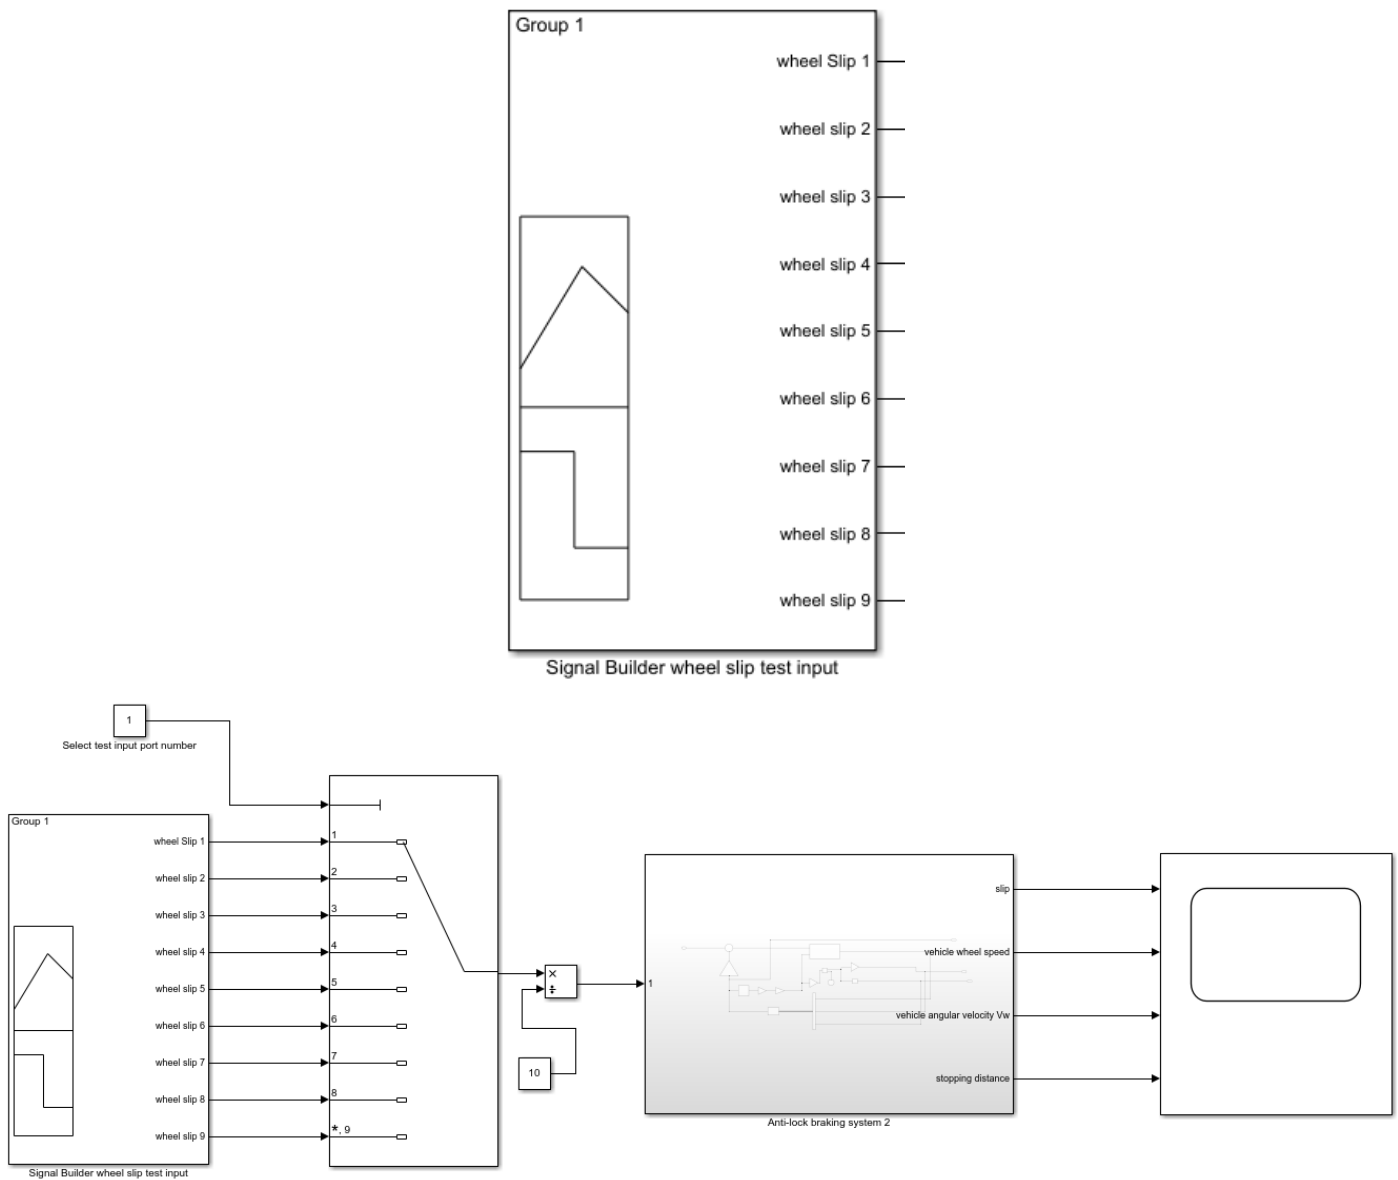 Group 1
wheel Slip 1
wheel slip 2
wheel slip 3
wheel slip 4
wheel slip 5
wheel slip 6
wheel slip 7
wheel slip 8
wheel slip 9
Signal Builder wheel slip test input
1
Select test input port number
Group 1
wheel Slip 1
wheel slip 2
wheel slip 3
wheel slip 4
wheel slip 5
wheel slip 6
wheel slip 7
wheel slip 8
wheel slip 9
Signal Builder wheel slip test input
1
2
3
4
5
6
7
8
*, 9
×
÷
10
1
slip
vehicle wheel speed
vehicle angular velocity Vw
stopping distance
Anti-lock braking system 2